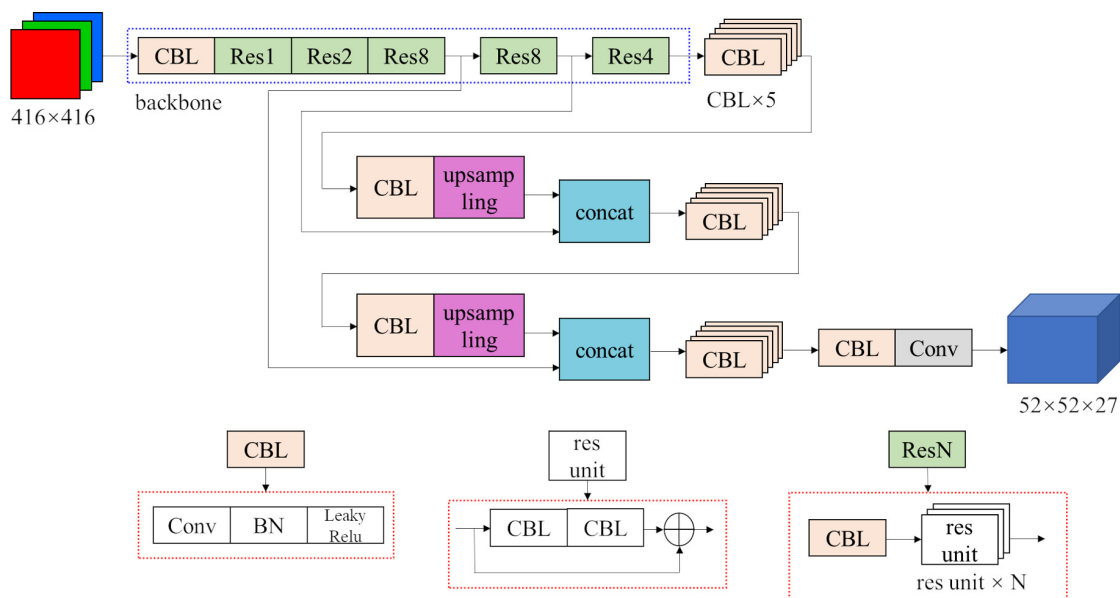 CBL Res1 Res2 Res8 Res8 Res4 CBL
416×416
backbone
CBL×5
CBL
upsamp
ling
concat
CBL
CBL
upsamp
ling
concat
CBL
CBL Conv
52×52×27
CBL
Conv BN Leaky
Relu
res
unit
CBL CBL
ResN
CBL
res
unit
res unit × N